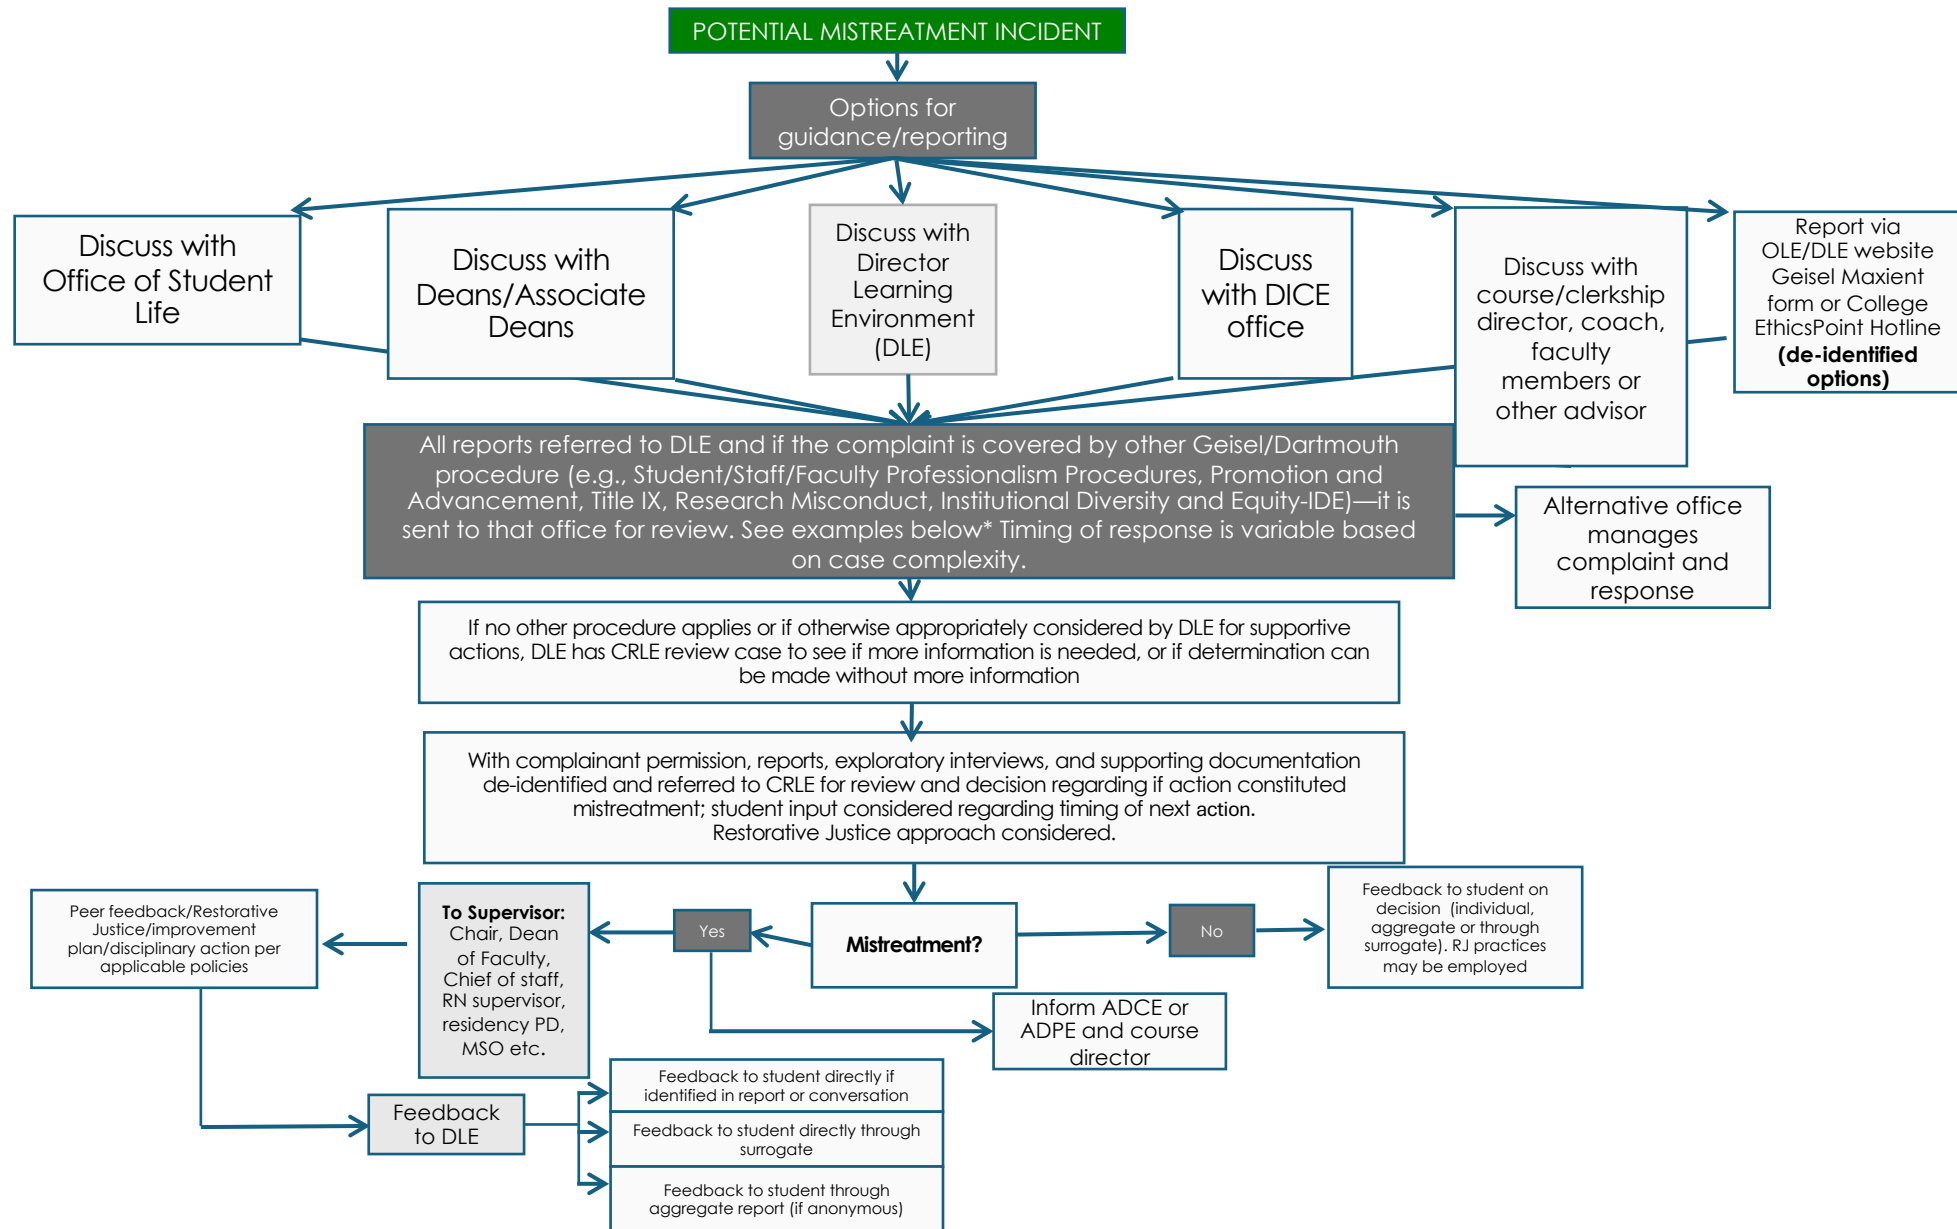 POTENTIAL MISTREATMENT INCIDENT
Options for
guidance/reporting
Discuss with
Office of Student
Life
Discuss with
Deans/Associate
Deans
Discuss with
Director
Learning
Environment
(DLE)
Discuss
with DICE
office
Discuss with
course/clerkship
director, coach,
faculty
members or
other advisor
Report via
OLE/DLE website
Geisel Maxient
form or College
EthicsPoint Hotline
(de-identified
options)
All reports referred to DLE and if the complaint is covered by other Geisel/Dartmouth
procedure (e.g., Student/Staff/Faculty Professionalism Procedures, Promotion and
Advancement, Title IX, Research Misconduct, Institutional Diversity and Equity-IDE)—it is
sent to that office for review. See examples below* Timing of response is variable based
on case complexity.
Alternative office
manages
complaint and
response
If no other procedure applies or if otherwise appropriately considered by DLE for supportive
actions, DLE has CRLE review case to see if more information is needed, or if determination can
be made without more information
With complainant permission, reports, exploratory interviews, and supporting documentation
de-identified and referred to CRLE for review and decision regarding if action constituted
mistreatment; student input considered regarding timing of next action.
Restorative Justice approach considered.
Peer feedback/Restorative
Justice/improvement
plan/disciplinary action per
applicable policies
To Supervisor:
Chair, Dean
of Faculty,
Chief of staff,
RN supervisor,
residency PD,
MSO etc.
Yes
Mistreatment?
No
Feedback to student on
decision (individual,
aggregate or through
surrogate). RJ practices
may be employed
Inform ADCE or
ADPE and course
director
Feedback
to DLE
Feedback to student directly if
identified in report or conversation
Feedback to student directly through
surrogate
Feedback to student through
aggregate report (if anonymous)